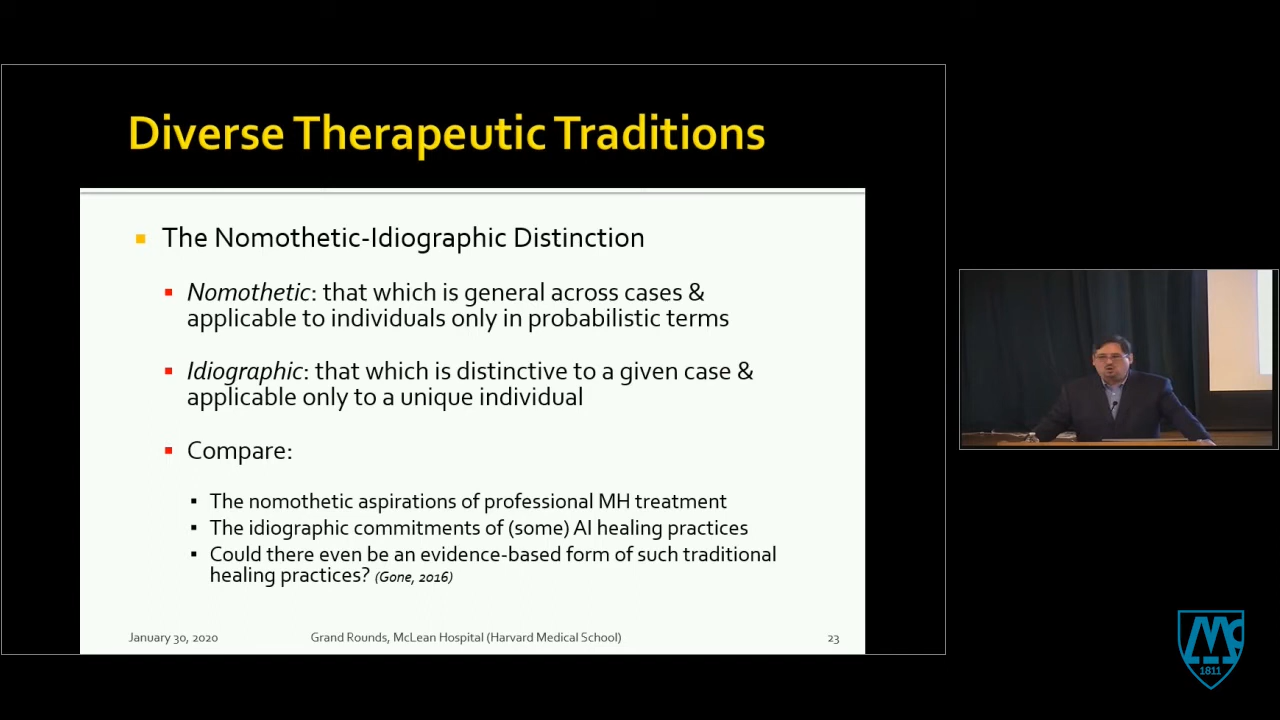 Diverse Therapeutic Traditions
The Nomothetic-Idiographic Distinction
Nomothetic: that which is general across cases &
applicable to individuals only in probabilistic terms
Idiographic: that which is distinctive to a given case &
applicable only to a unique individual
Compare:
The nomothetic aspirations of professional MH treatment
The idiographic commitments of (some) AI healing practices
Could there even be an evidence-based form of such traditional
healing practices? (Gone, 2016)
January 30, 2020 Grand Rounds, McLean Hospital (Harvard Medical School) 23
Mc
1811